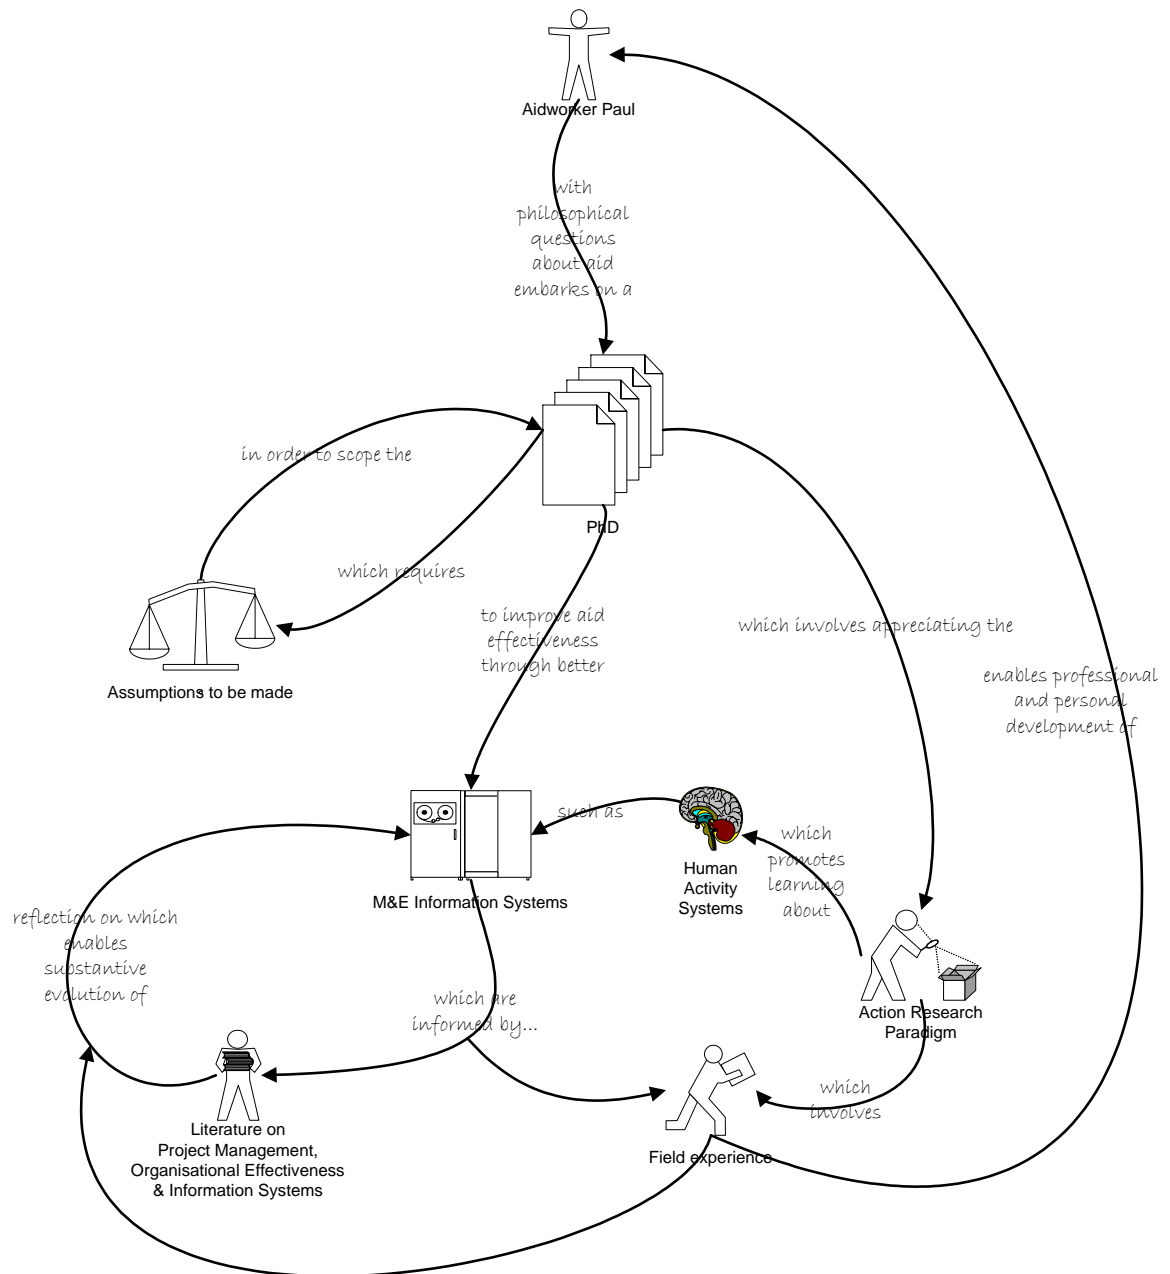 Aidworker Paul
with
philosophical
questions
about aid
embarks on a
in order to scope the
PhD
which requires
to improve aid
effectiveness
through better
which involves appreciating the
enables professional
and personal
development of
Assumptions to be made
such as
which
promotes
learning
about
Human
Activity
Systems
M&E Information Systems
reflection on which
enables
substantive
evolution of
which are
informed by...
Action Research
Paradigm
which
involves
Literature on
Project Management,
Organisational Effectiveness
& Information Systems
Field experience